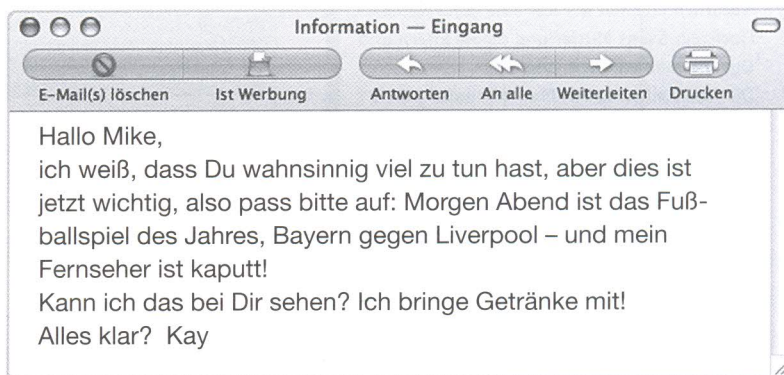 Information — Eingang
E-Mail(s) löschen Ist Werbung Antworten An alle Weiterleiten Drucken
Hallo Mike,
ich weiß, dass Du wahnsinnig viel zu tun hast, aber dies ist
jetzt wichtig, also pass bitte auf: Morgen Abend ist das Fuß-
ballspiel des Jahres, Bayern gegen Liverpool – und mein
Fernseher ist kaputt!
Kann ich das bei Dir sehen? Ich bringe Getränke mit!
Alles klar?  Kay